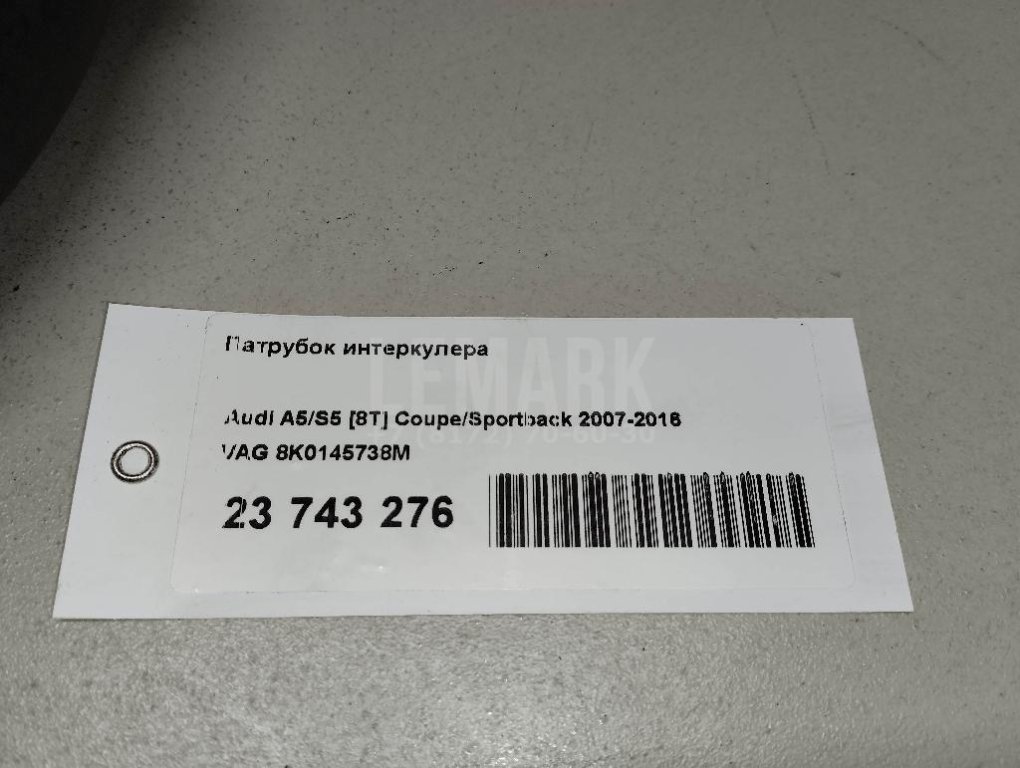 Патрубок интеркулера
LEMARK
Audi A5/S5 [8T] Coupe/Sportback 2007-2016
VAG 8K0145738M
23 743 276